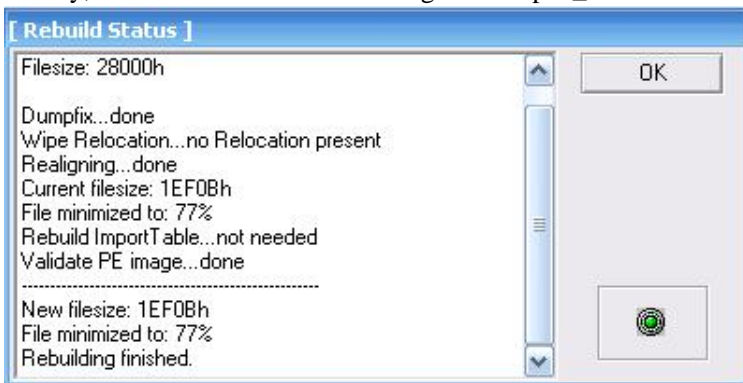 [ Rebuild Status ]
Filesize: 28000h
OK
Dumpfix...done
Wipe Relocation...no Relocation present
Realigning...done
Current filesize: 1EF0Bh
File minimized to: 77%
Rebuild ImportTable...not needed
Validate PE image...done
--------------------------------------------------
New filesize: 1EF0Bh
File minimized to: 77%
Rebuilding finished.